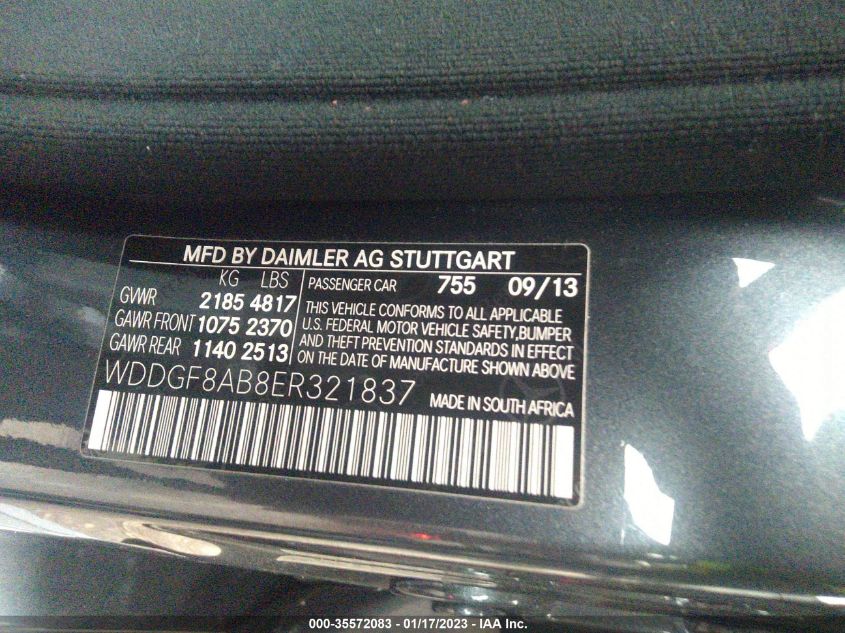 MFD BY DAIMLER AG STUTTGART
KG LBS
GVWR 2185 4817
GAWR FRONT 1075 2370
GAWR REAR 1140 2513
PASSENGER CAR 755 09/13
THIS VEHICLE CONFORMS TO ALL APPLICABLE
U.S. FEDERAL MOTOR VEHICLE SAFETY,BUMPER
AND THEFT PREVENTION STANDARDS IN EFFECT
ON THE DATE OF MANUFACTURE SHOWN ABOVE
WDDGF8AB8ER321837
MADE IN SOUTH AFRICA
000-35572083 - 01/17/2023 - IAA Inc.